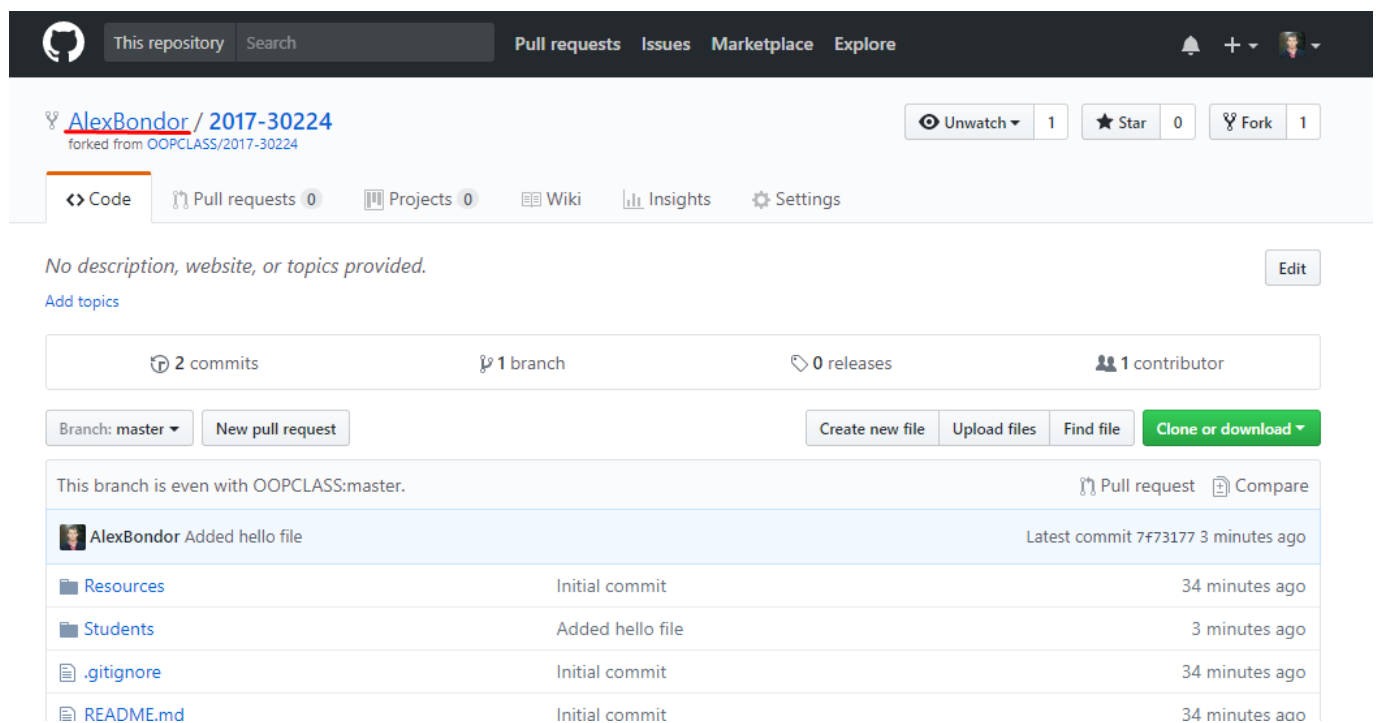 This repository Search Pull requests Issues Marketplace Explore
AlexBondor / 2017-30224 Unwatch 1 Star 0 Fork 1
forked from OOPCLASS/2017-30224
Code Pull requests 0 Projects 0 Wiki Insights Settings
No description, website, or topics provided. Edit
Add topics
2 commits 1 branch 0 releases 1 contributor
Branch: master New pull request Create new file Upload files Find file Clone or download
This branch is even with OOPCLASS:master. Pull request Compare
AlexBondor Added hello file Latest commit 7f73177 3 minutes ago
Resources Initial commit 34 minutes ago
Students Added hello file 3 minutes ago
.gitignore Initial commit 34 minutes ago
README.md Initial commit 34 minutes ago